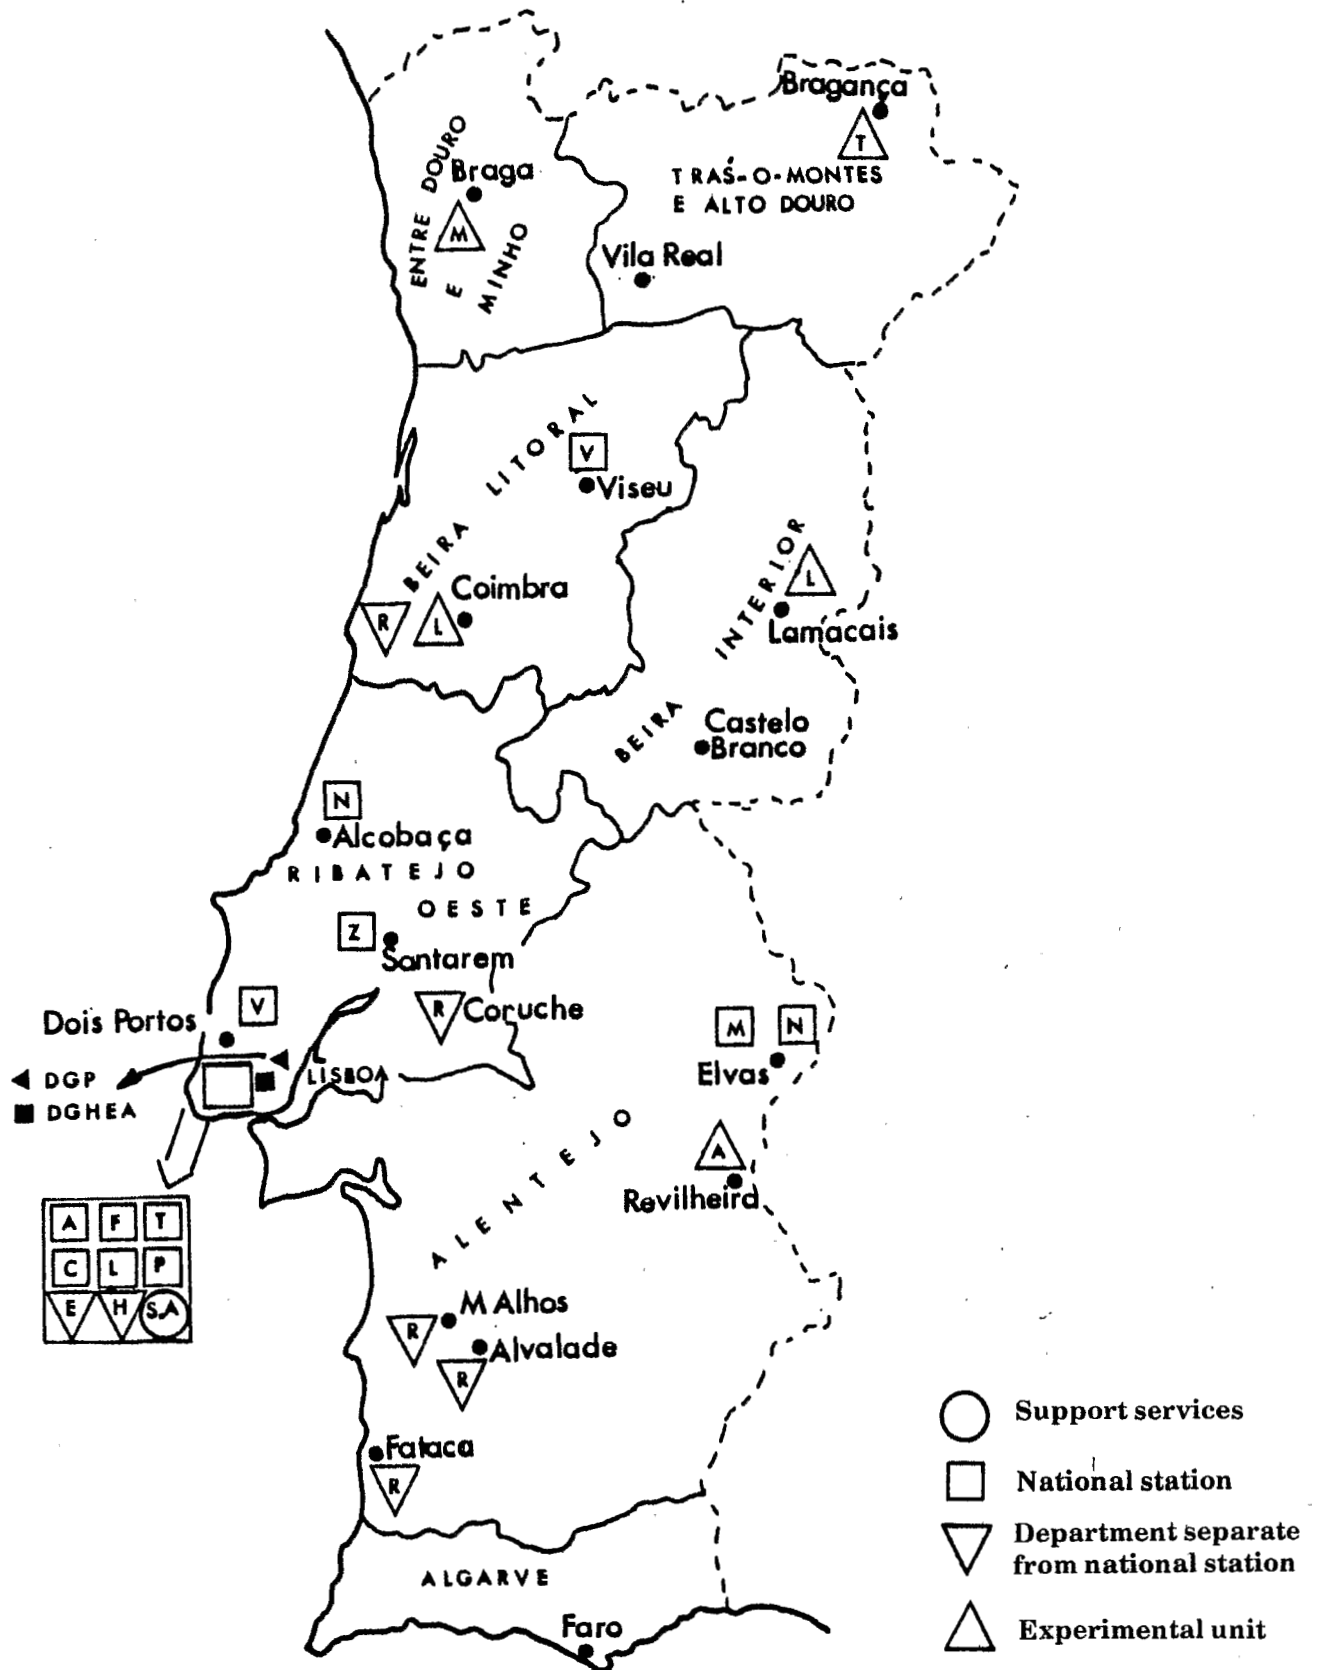 Bragança
T
TRÁS-O-MONTES
E ALTO DOURO
ENTRE DOURO
E MINHO
Braga
M
Vila Real
BEIRA LITORAL
V
Viseu
Coimbra
R
L
BEIRA INTERIOR
L
Lamacais
Castelo
Branco
N
Alcobaça
RIBATEJO
OESTE
Z
Santarem
R
Coruche
V
Dois Portos
LISBOA
DGP
DGHEA
M
N
Elvas
A
Revilheira
ALENTEJO
A F T
C L P
E H S.A
M Alhos
R
Alvalade
R
Fataca
R
ALGARVE
Faro
Support services
National station
Department separate
from national station
Experimental unit